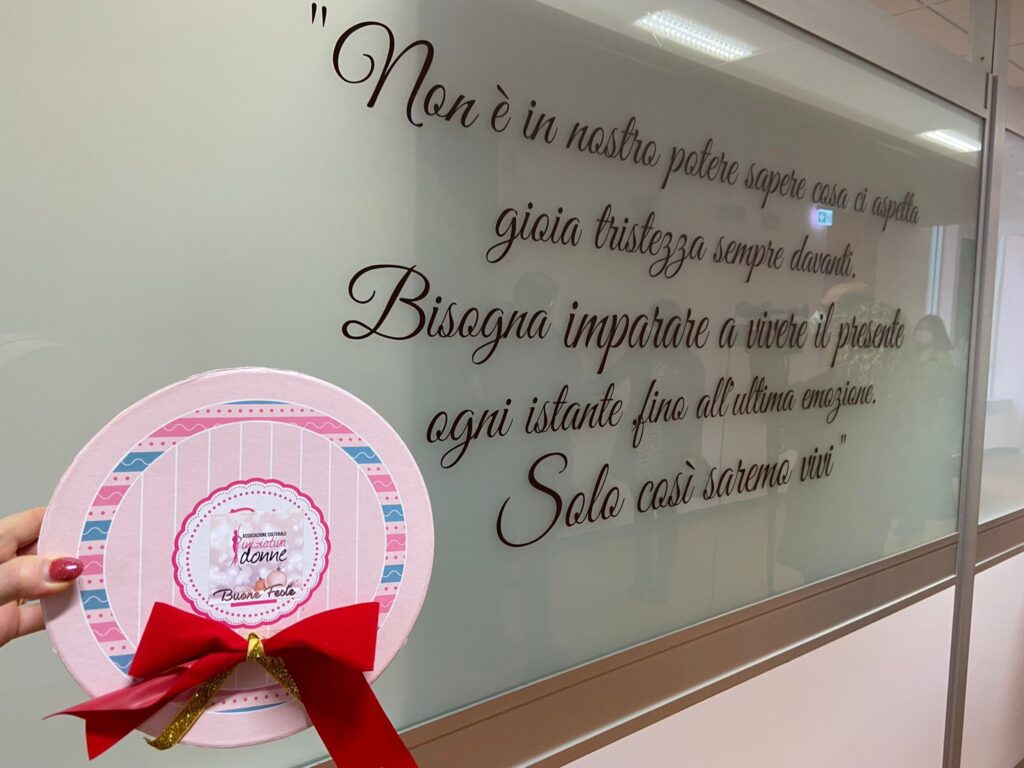 "Non è in nostro potere sapere cosa ci aspetta
gioia tristezza sempre davanti.
Bisogna imparare a vivere il presente
ogni istante ,fino all'ultima emozione.
Solo così saremo vivi"
ASSOCIAZIONE CULTURALE
iniziativa
donne
Buone Feste